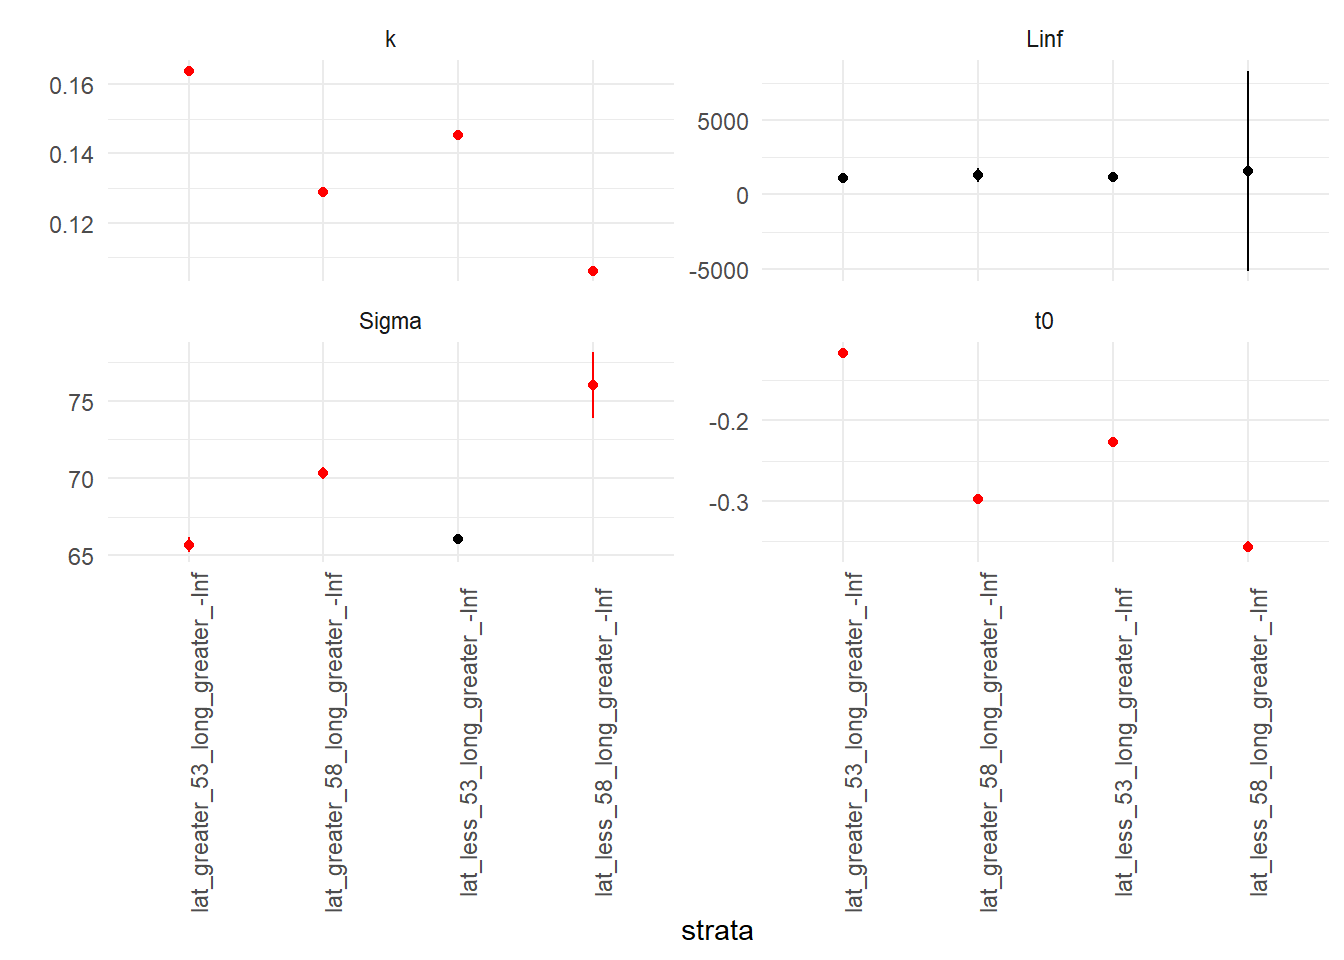 k
0.16
0.14
0.12
Linf
5000
0
-5000
Sigma
75
70
65
t0
-0.2
-0.3
lat_greater_53_long_greater_-Inf
lat_greater_58_long_greater_-Inf
lat_less_53_long_greater_-Inf
lat_less_58_long_greater_-Inf
lat_greater_53_long_greater_-Inf
lat_greater_58_long_greater_-Inf
lat_less_53_long_greater_-Inf
lat_less_58_long_greater_-Inf
strata